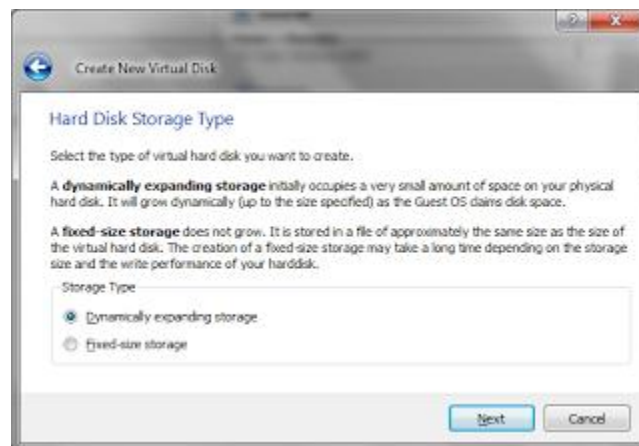 Create New Virtual Disk
Hard Disk Storage Type
Select the type of virtual hard disk you want to create.
A dynamically expanding storage initially occupies a very small amount of space on your physical
hard disk. It will grow dynamically (up to the size specified) as the Guest OS claims disk space.
A fixed-size storage does not grow. It is stored in a file of approximately the same size as the size of
the virtual hard disk. The creation of a fixed-size storage may take a long time depending on the storage
size and the write performance of your harddisk.
Storage Type
Dynamically expanding storage
Fixed-size storage
Next
Cancel